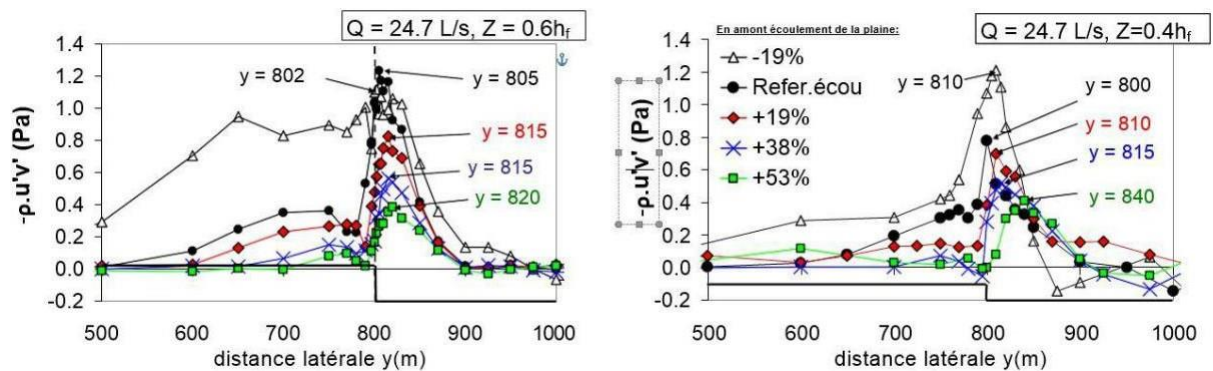 Q = 24.7 L/s, Z = 0.6hf
1.4
1.2
1.0
0.8
0.6
0.4
0.2
0.0
-0.2
-ρ.u'v' (Pa)
y = 802
y = 805
y = 815
y = 815
y = 820
500 600 700 800 900 1000
distance latérale y(m)
En amont écoulement de la plaine:
Q = 24.7 L/s, Z=0.4hf
1.4
1.2
1.0
0.8
0.6
0.4
0.2
0.0
-0.2
-ρ.u'v' (Pa)
-19%
Refer.écou
+19%
+38%
+53%
y = 810
y = 800
y = 810
y = 815
y = 840
500 600 700 800 900 1000
distance latérale y(m)